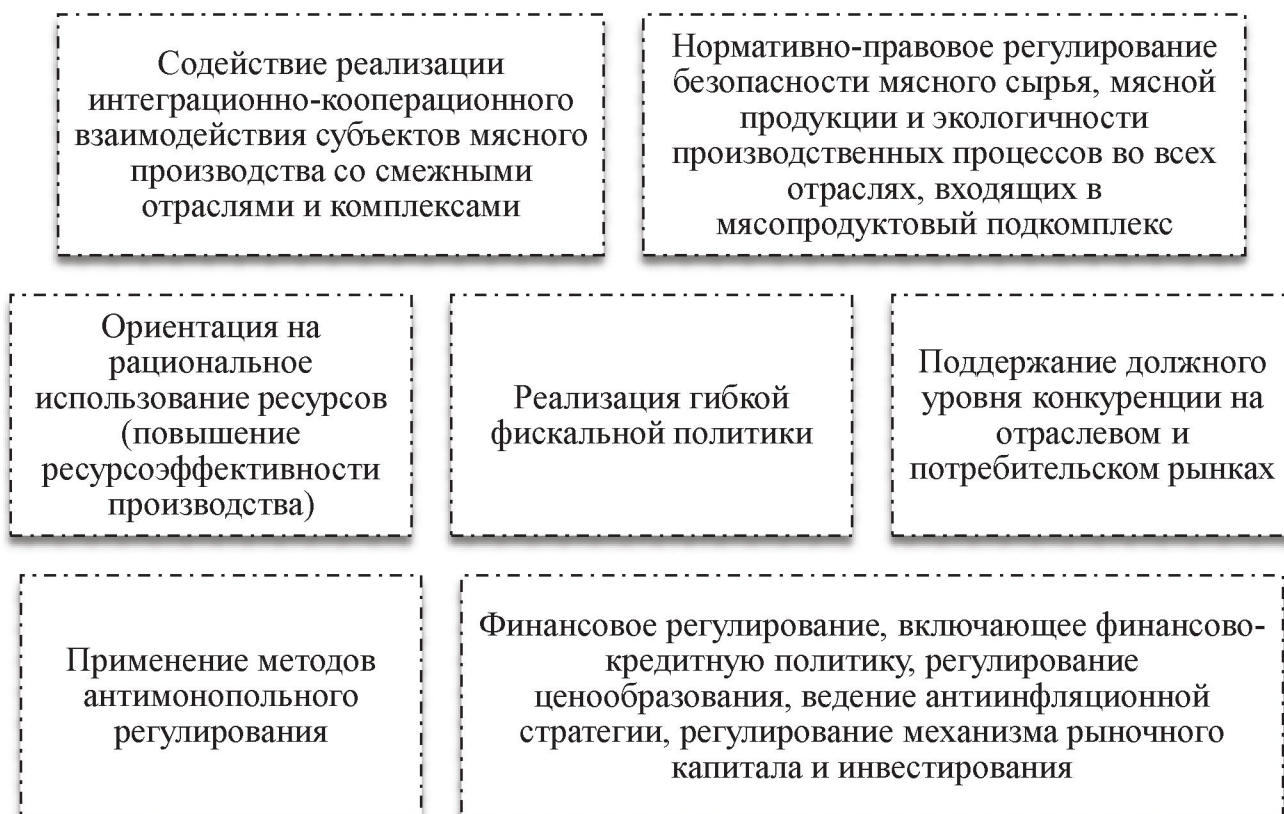 Содействие реализации
интеграционно-кооперационного
взаимодействия субъектов мясного
производства со смежными
отраслями и комплексами
Нормативно-правовое регулирование
безопасности мясного сырья, мясной
продукции и экологичности
производственных процессов во всех
отраслях, входящих в
мясопродуктовый подкомплекс
Ориентация на
рациональное
использование ресурсов
(повышение
ресурсоэффективности
производства)
Реализация гибкой
фискальной политики
Поддержание должного
уровня конкуренции на
отраслевом и
потребительском рынках
Применение методов
антимонопольного
регулирования
Финансовое регулирование, включающее финансово-
кредитную политику, регулирование
ценообразования, ведение антиинфляционной
стратегии, регулирование механизма рыночного
капитала и инвестирования